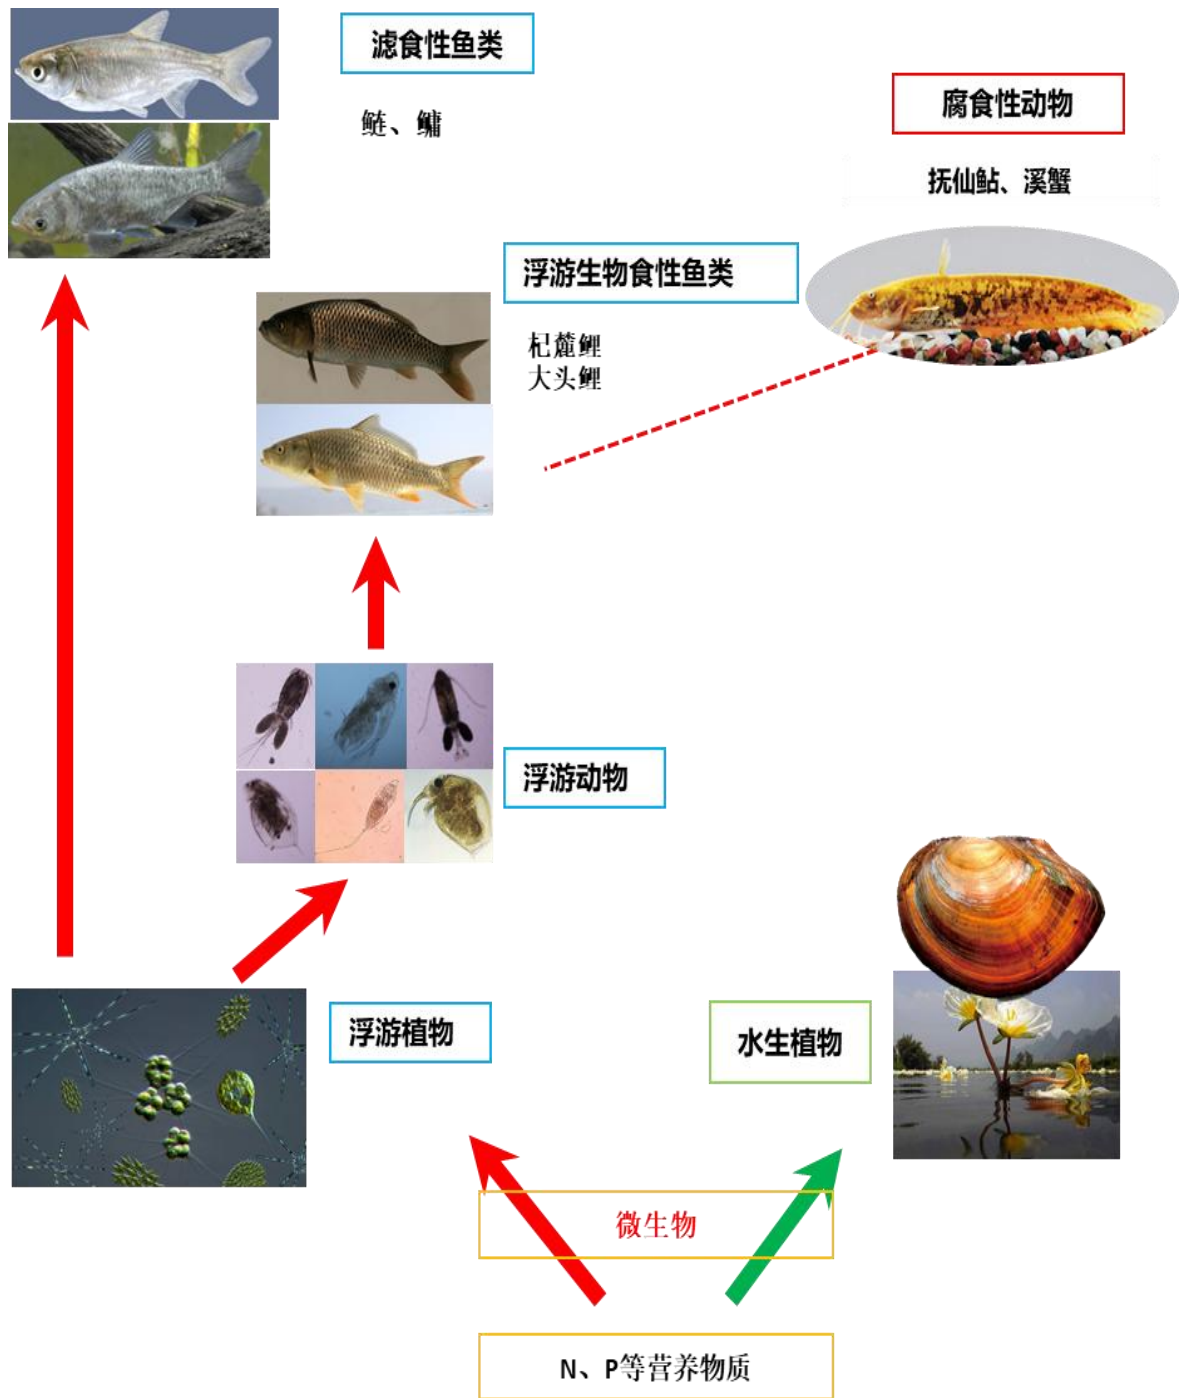 滤食性鱼类
鲢、鳙
腐食性动物
抚仙鲇、溪蟹
浮游生物食性鱼类
杞麓鲤
大头鲤
浮游动物
浮游植物
水生植物
微生物
N、P等营养物质